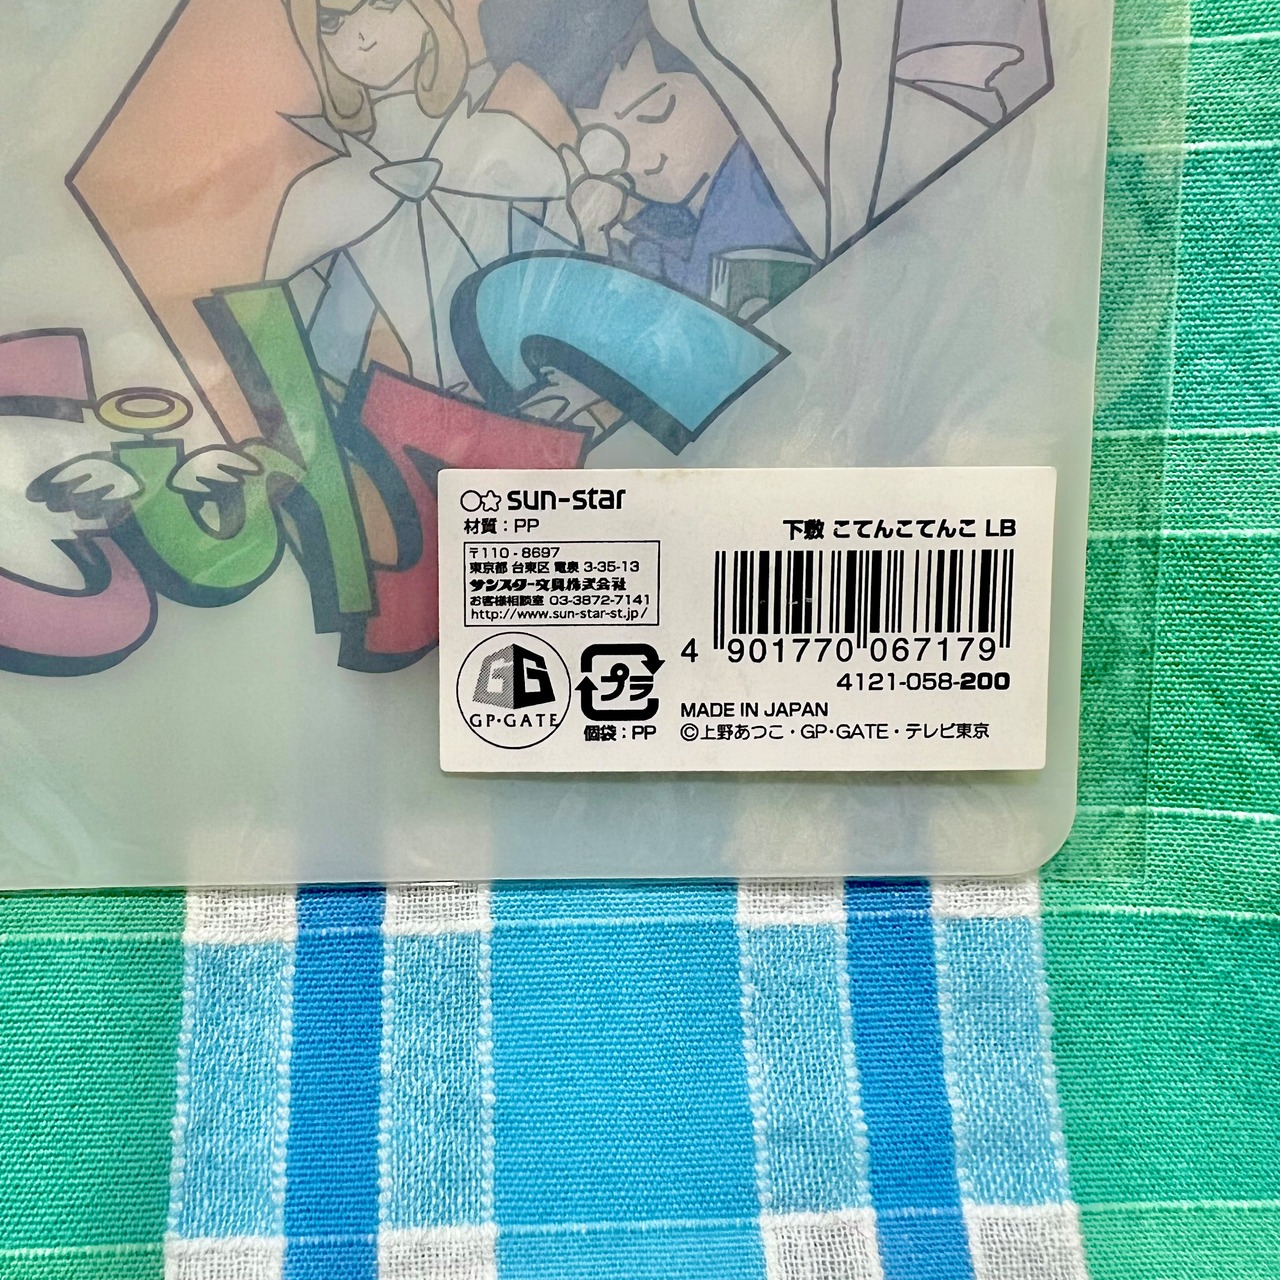 sun-star
材質：PP
下敷 こてんこてんこ LB
〒110-8697
東京都 台東区 竜泉 3-35-13
サンスター文具株式会社
お客様相談室 03-3872-7141
http://www.sun-star-st.jp/
4 901770 067179
4121-058-200
GP・GATE
プラ
個袋：PP
MADE IN JAPAN
©上野あつこ・GP・GATE・テレビ東京